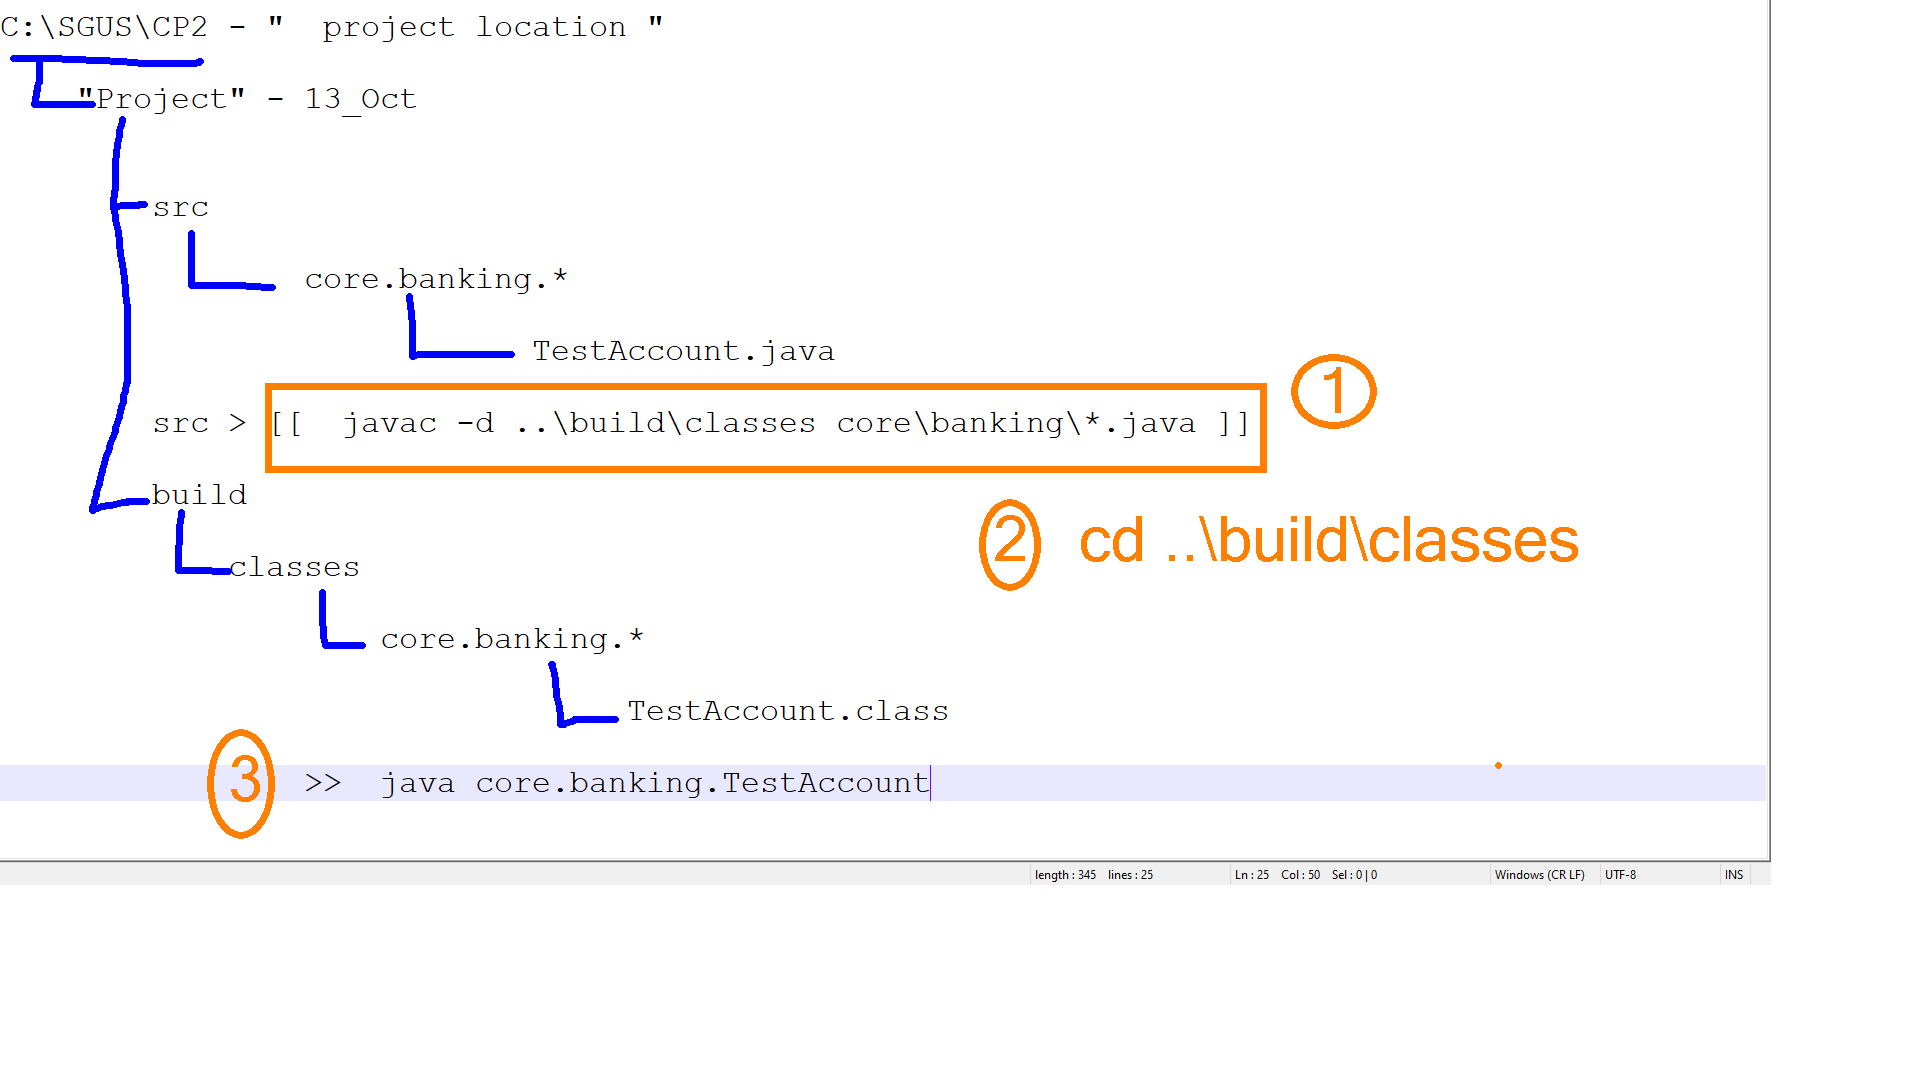 C:\SGUS\CP2 - "  project location "
"Project" - 13_Oct
src
core.banking.*
TestAccount.java
1
src > [[  javac -d ..\build\classes core\banking\*.java ]]
build
2 cd ..\build\classes
classes
core.banking.*
TestAccount.class
3 >>  java core.banking.TestAccount
length : 345 lines : 25 Ln : 25 Col : 50 Sel : 0 | 0 Windows (CR LF) UTF-8 INS